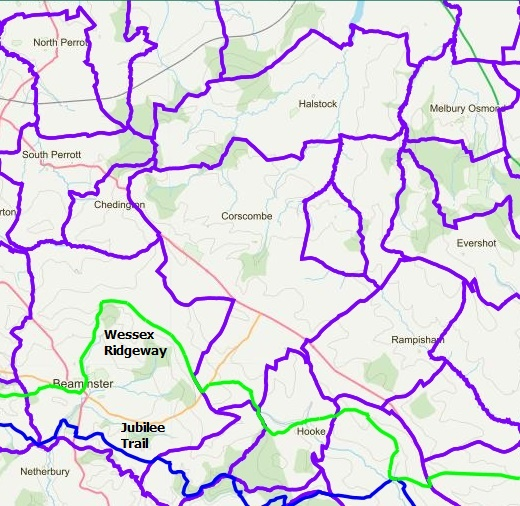 North Perrott
Halstock
Melbury Osmond
South Perrott
Chedington
Corscombe
Evershot
Wessex
Ridgeway
Rampisham
Beaminster
Jubilee
Trail
Hooke
Netherbury